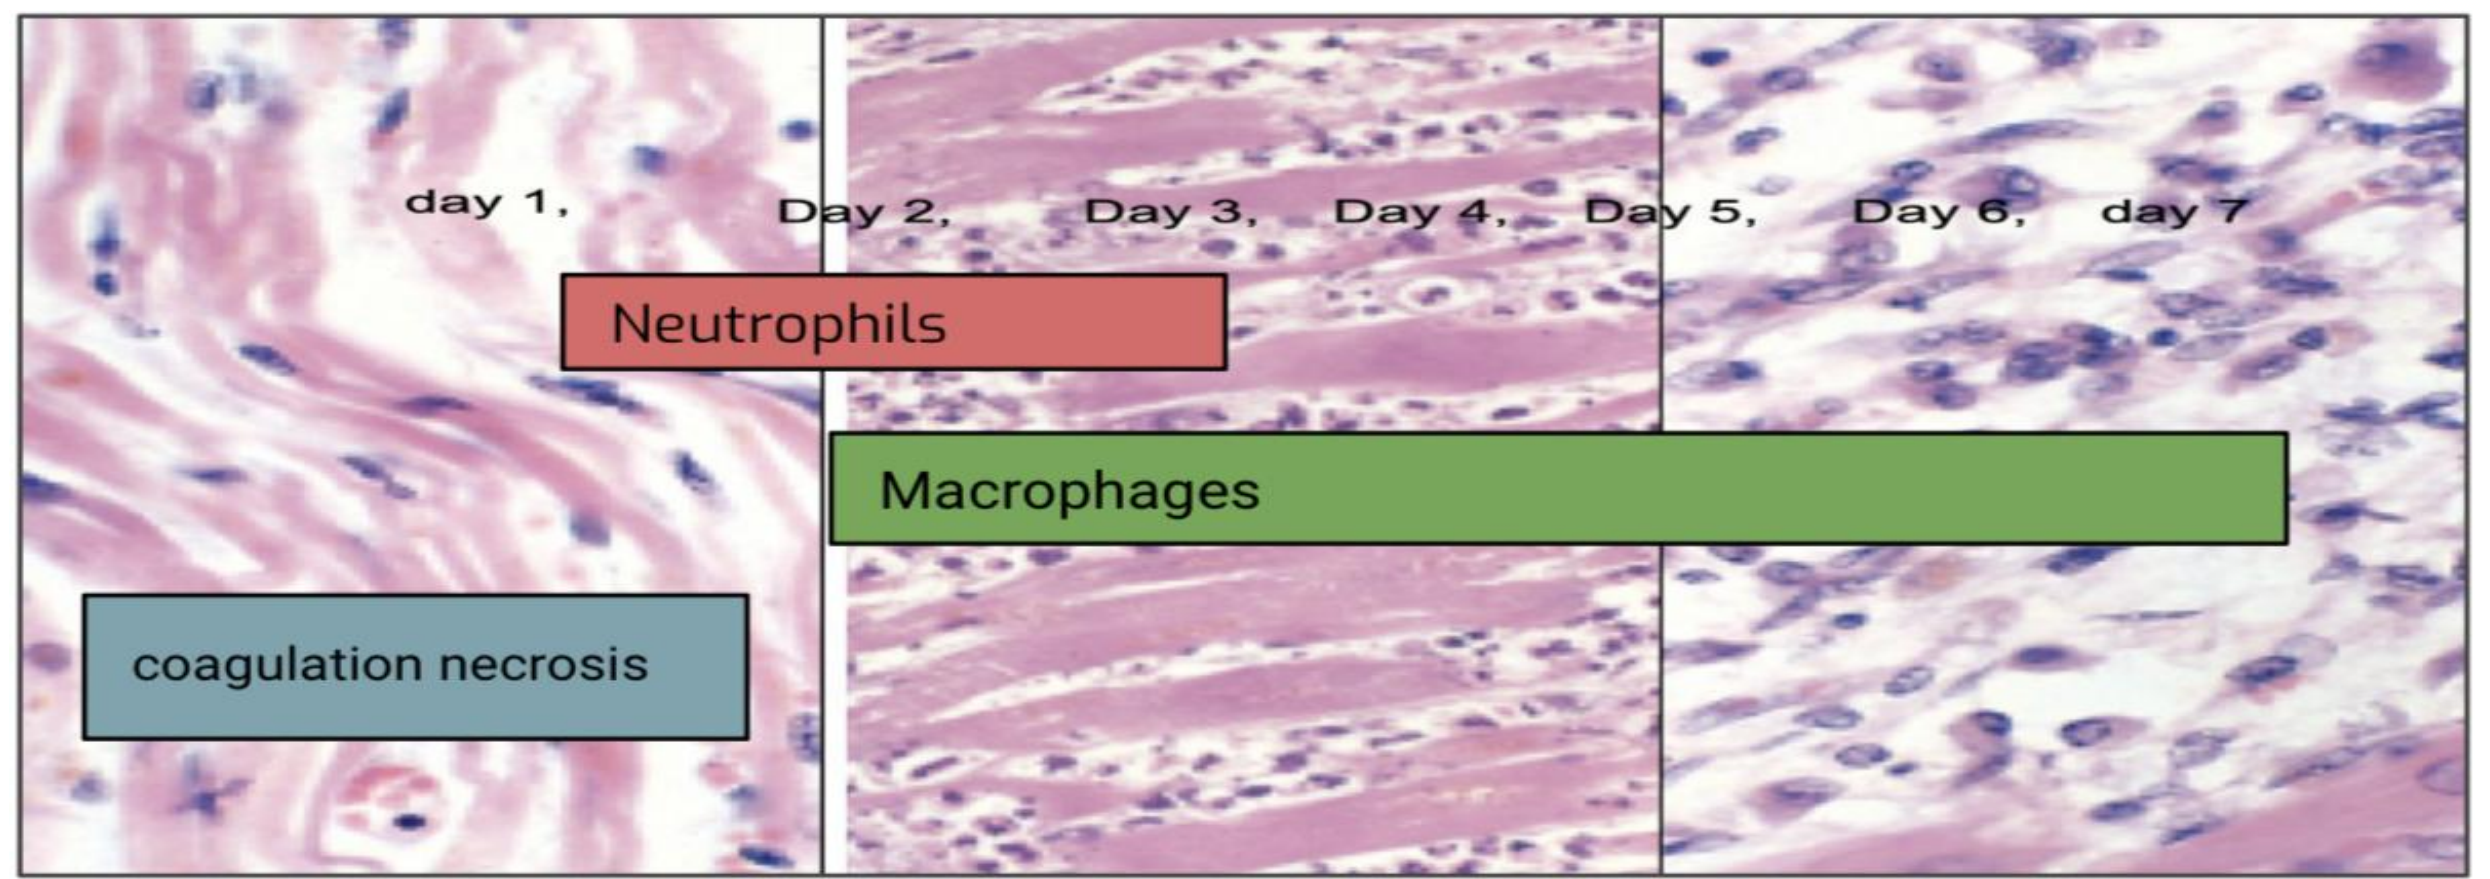 day 1, Day 2, Day 3, Day 4, Day 5, Day 6, day 7
Neutrophils
Macrophages
coagulation necrosis